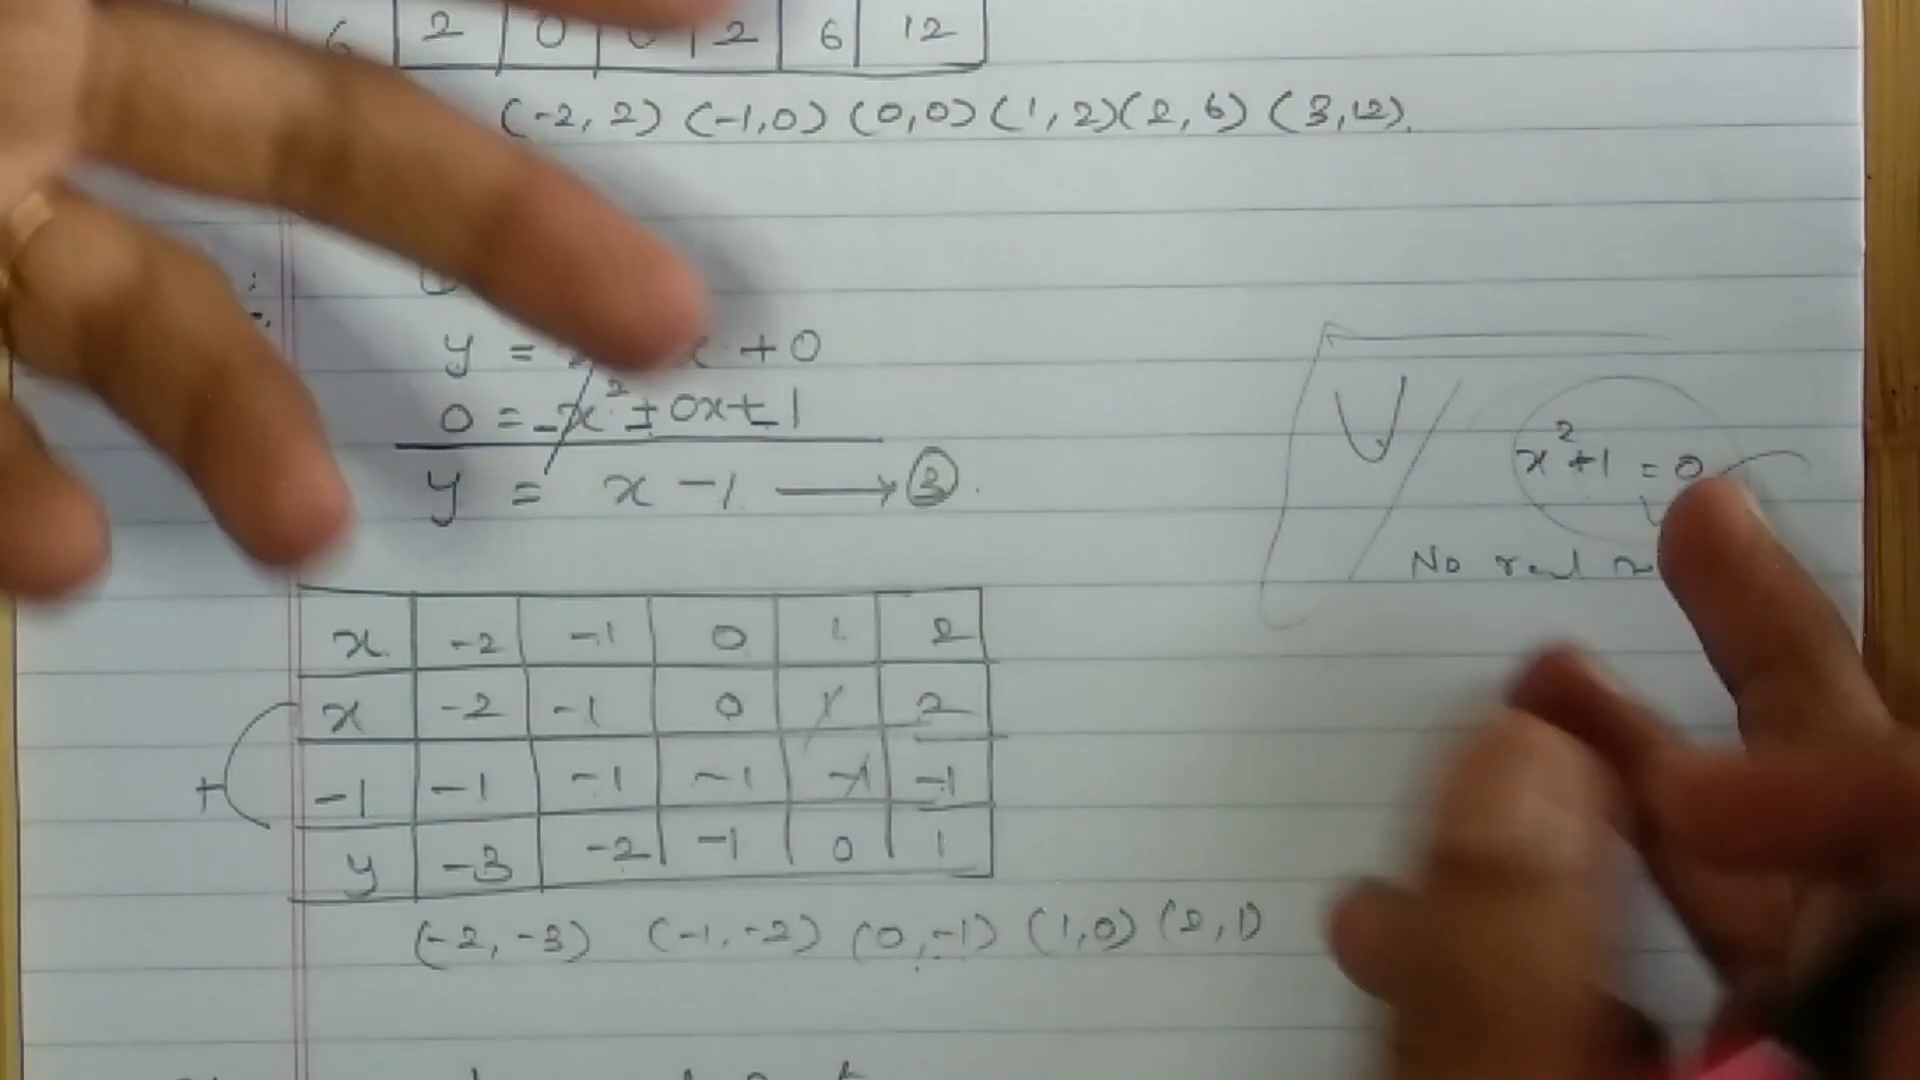 6 2 0 2 6 12
(-2, 2) (-1,0) (0,0) (1, 2) (2, 6) (3,12).
y = + 0
0 = -x² ± 0x ± 1
y = x - 1 → ③.
x²+1 = 0
No real
x -2 -1 0 1 2
x -2 -1 0 1 2
+ -1 -1 -1 -1 -1 -1
y -3 -2 -1 0 1
(-2, -3) (-1, -2) (0, -1) (1, 0) (2, 1)